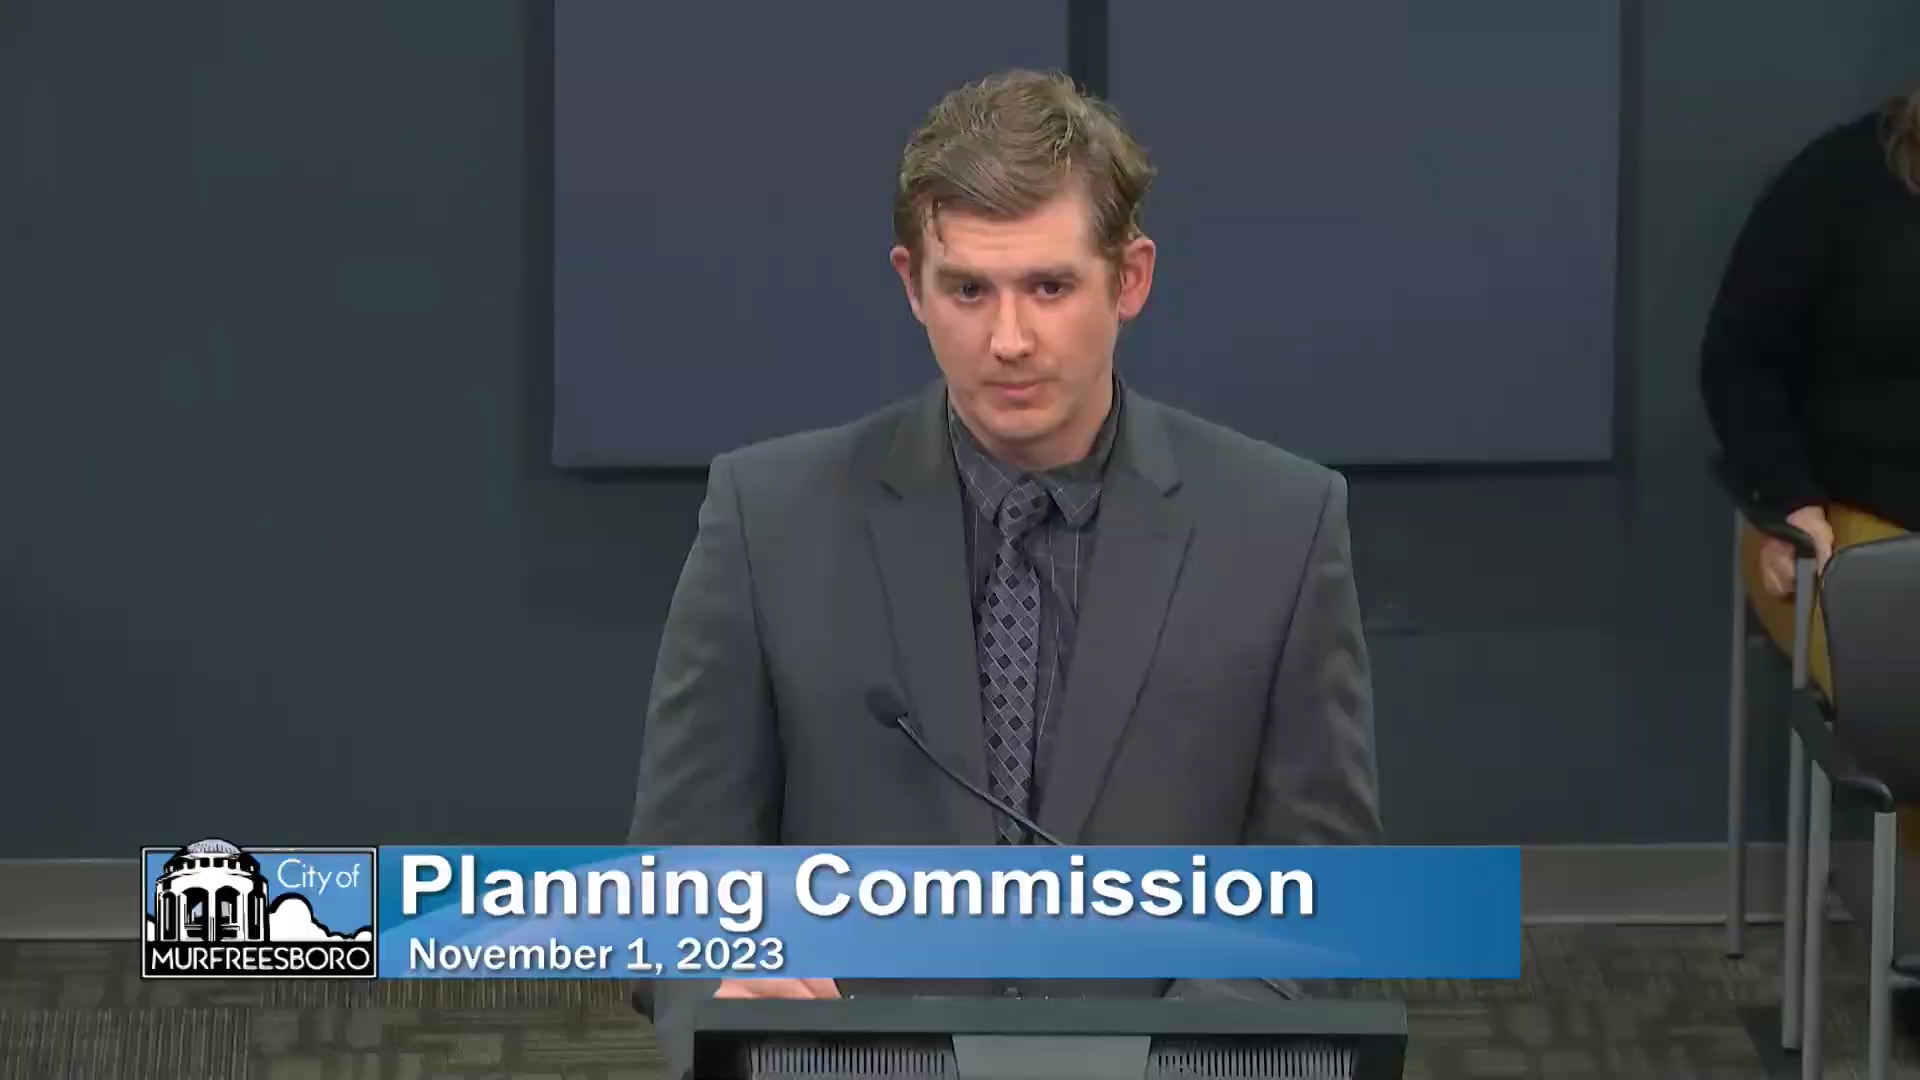 City of
MURFREESBORO
Planning Commission
November 1, 2023